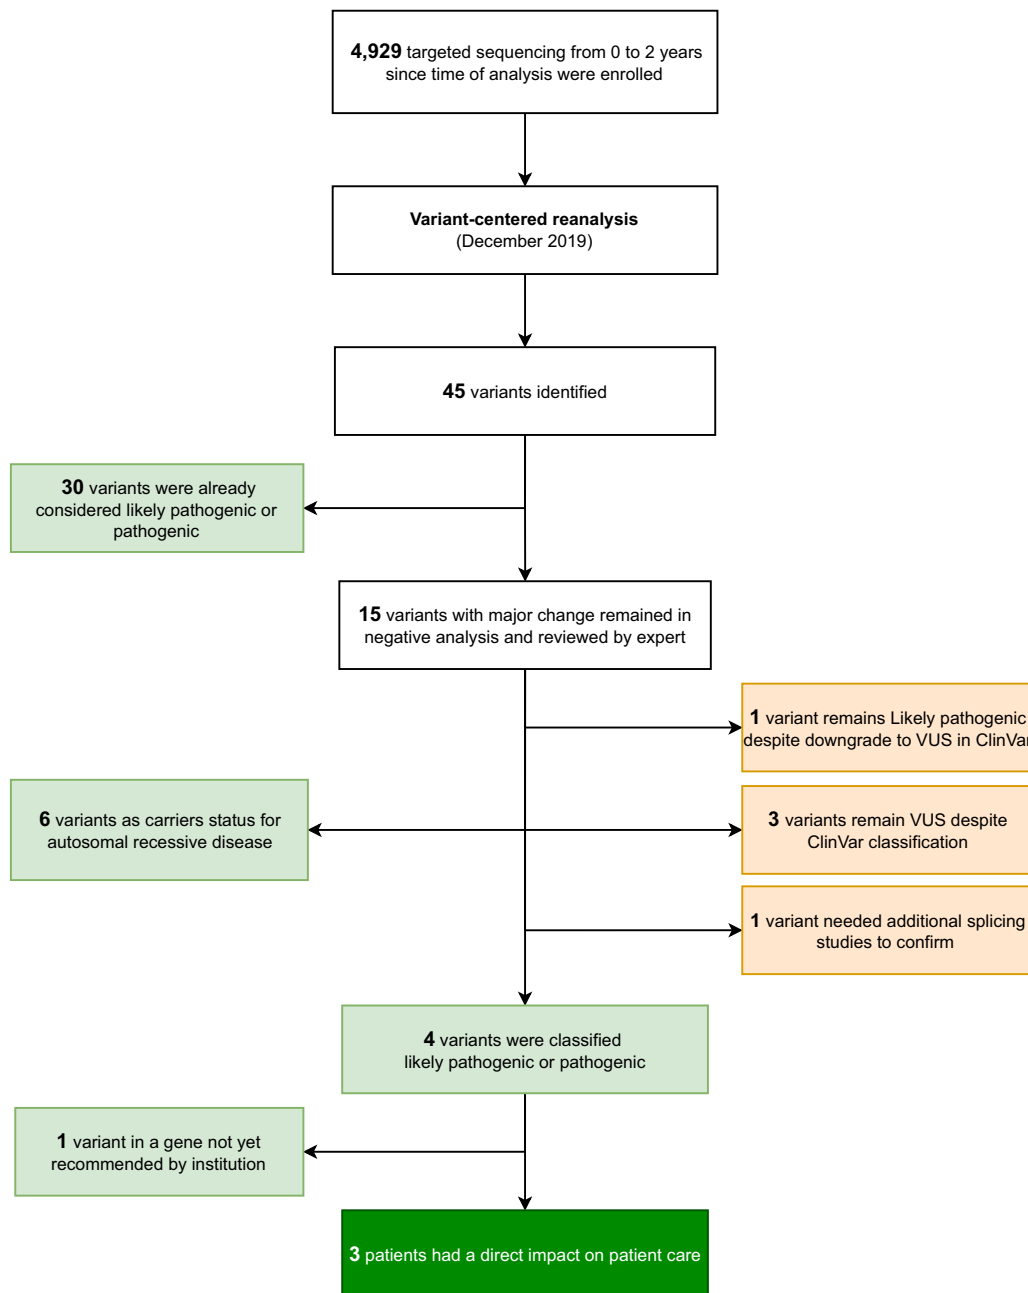 4,929 targeted sequencing from 0 to 2 years
since time of analysis were enrolled
Variant-centered reanalysis
(December 2019)
45 variants identified
30 variants were already
considered likely pathogenic or
pathogenic
15 variants with major change remained in
negative analysis and reviewed by expert
1 variant remains Likely pathogenic
despite downgrade to VUS in ClinVar
6 variants as carriers status for
autosomal recessive disease
3 variants remain VUS despite
ClinVar classification
1 variant needed additional splicing
studies to confirm
4 variants were classified
likely pathogenic or pathogenic
1 variant in a gene not yet
recommended by institution
3 patients had a direct impact on patient care